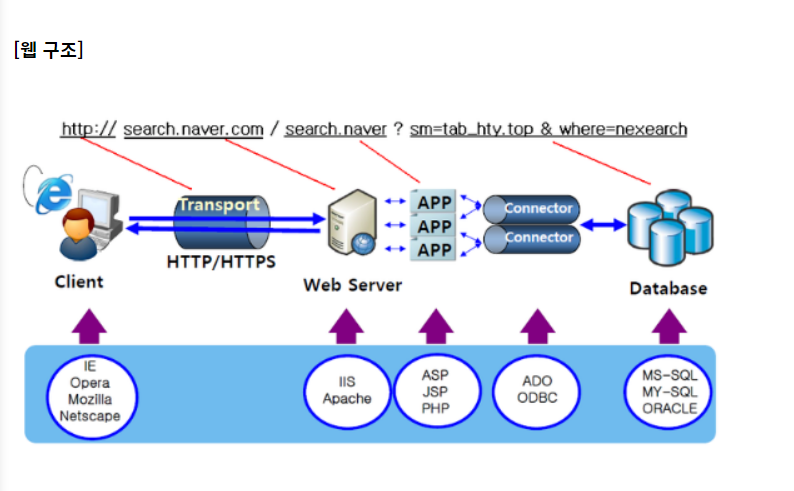 [웹 구조]
http:// search.naver.com / search.naver ? sm=tab_hty.top & where=nexearch
Transport
APP
APP
APP
Connector
Connector
HTTP/HTTPS
Client
Web Server
Database
IE
Opera
Mozilla
Netscape
IIS
Apache
ASP
JSP
PHP
ADO
ODBC
MS-SQL
MY-SQL
ORACLE